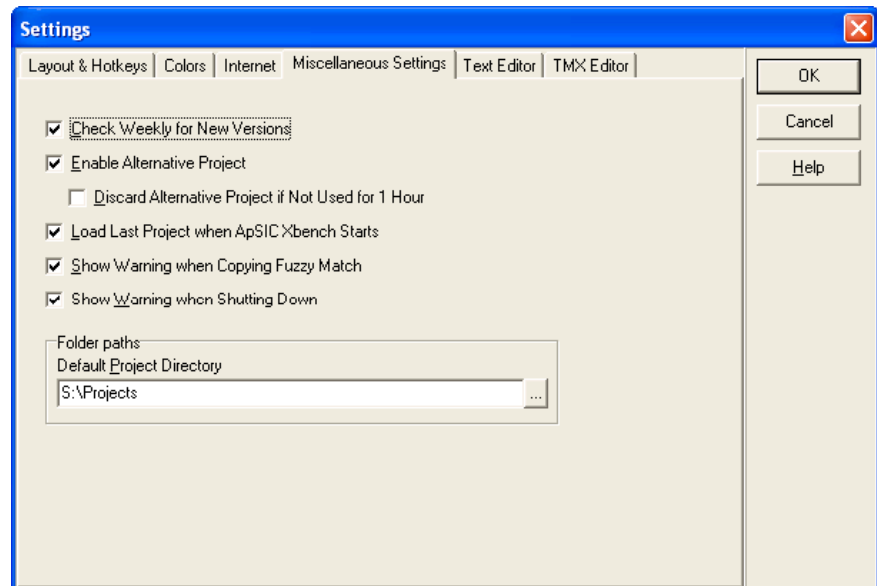 Settings
Layout & Hotkeys Colors Internet Miscellaneous Settings Text Editor TMX Editor
OK
Cancel
Help
Check Weekly for New Versions
Enable Alternative Project
Discard Alternative Project if Not Used for 1 Hour
Load Last Project when ApSIC Xbench Starts
Show Warning when Copying Fuzzy Match
Show Warning when Shutting Down
Folder paths
Default Project Directory
S:\Projects
...